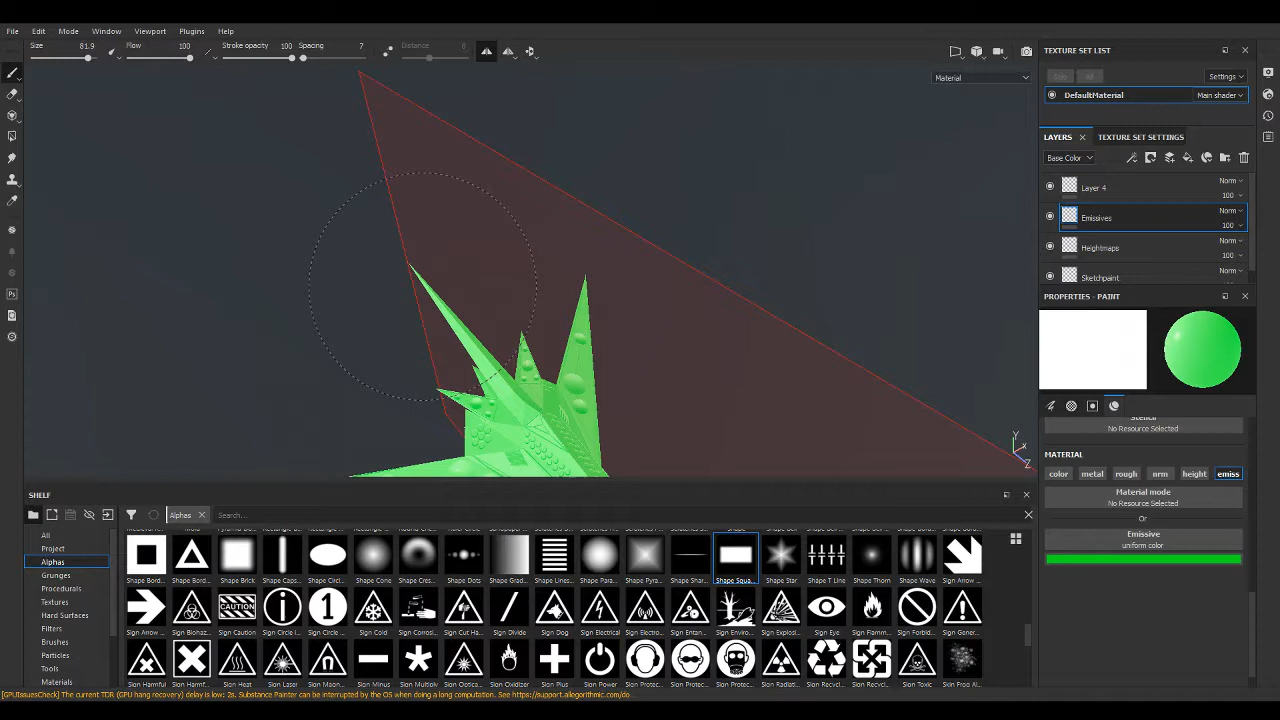 File Edit Mode Window Viewport Plugins Help
Size 81.9 Flow 100 Stroke opacity 100 Spacing 7 Distance 8
Material
TEXTURE SET LIST
Solo All Settings
DefaultMaterial Main shader
LAYERS TEXTURE SET SETTINGS
Base Color
Layer 4 Norm 100
Emissives Norm 100
Heightmaps Norm 100
Sketchpaint Norm
PROPERTIES - PAINT
Stencil
No Resource Selected
MATERIAL
color metal rough nrm height emiss
Material mode
No Resource Selected
Or
Emissive
uniform color
Y
X
Z
SHELF
Alphas Search...
All
Project
Alphas
Grunges
Procedurals
Textures
Hard Surfaces
Filters
Brushes
Particles
Tools
Materials
Shape Bord... Shape Bord... Shape Brick Shape Caps... Shape Circl... Shape Cone Shape Cres... Shape Dots Shape Grad... Shape Lines... Shape Para... Shape Pyra... Shape Shar... Shape Squa... Shape Star Shape T Line Shape Thorn Shape Wave Sign Arrow ...
Sign Arrow ... Sign Biohaz... Sign Caution Sign Circle I... Sign Circle ... Sign Cold Sign Corrosi... Sign Cut Ha... Sign Divide Sign Dog Sign Electrical Sign Electro... Sign Entan... Sign Enviro... Sign Explosi... Sign Eye Sign Flamm... Sign Forbid... Sign Gener...
CAUTION
Sign Harmful Sign Harmf... Sign Heat Sign Laser Sign Magn... Sign Minus Sign Multiply Sign Optica... Sign Oxidizer Sign Plus Sign Power Sign Protec... Sign Protec... Sign Protec... Sign Radiati... Sign Recycl... Sign Recycl... Sign Toxic Skin Frog Al...
[GPUIssuesCheck] The current TDR (GPU hang recovery) delay is low: 2s. Substance Painter can be interrupted by the OS when doing a long computation. See https://support.allegorithmic.com/do...